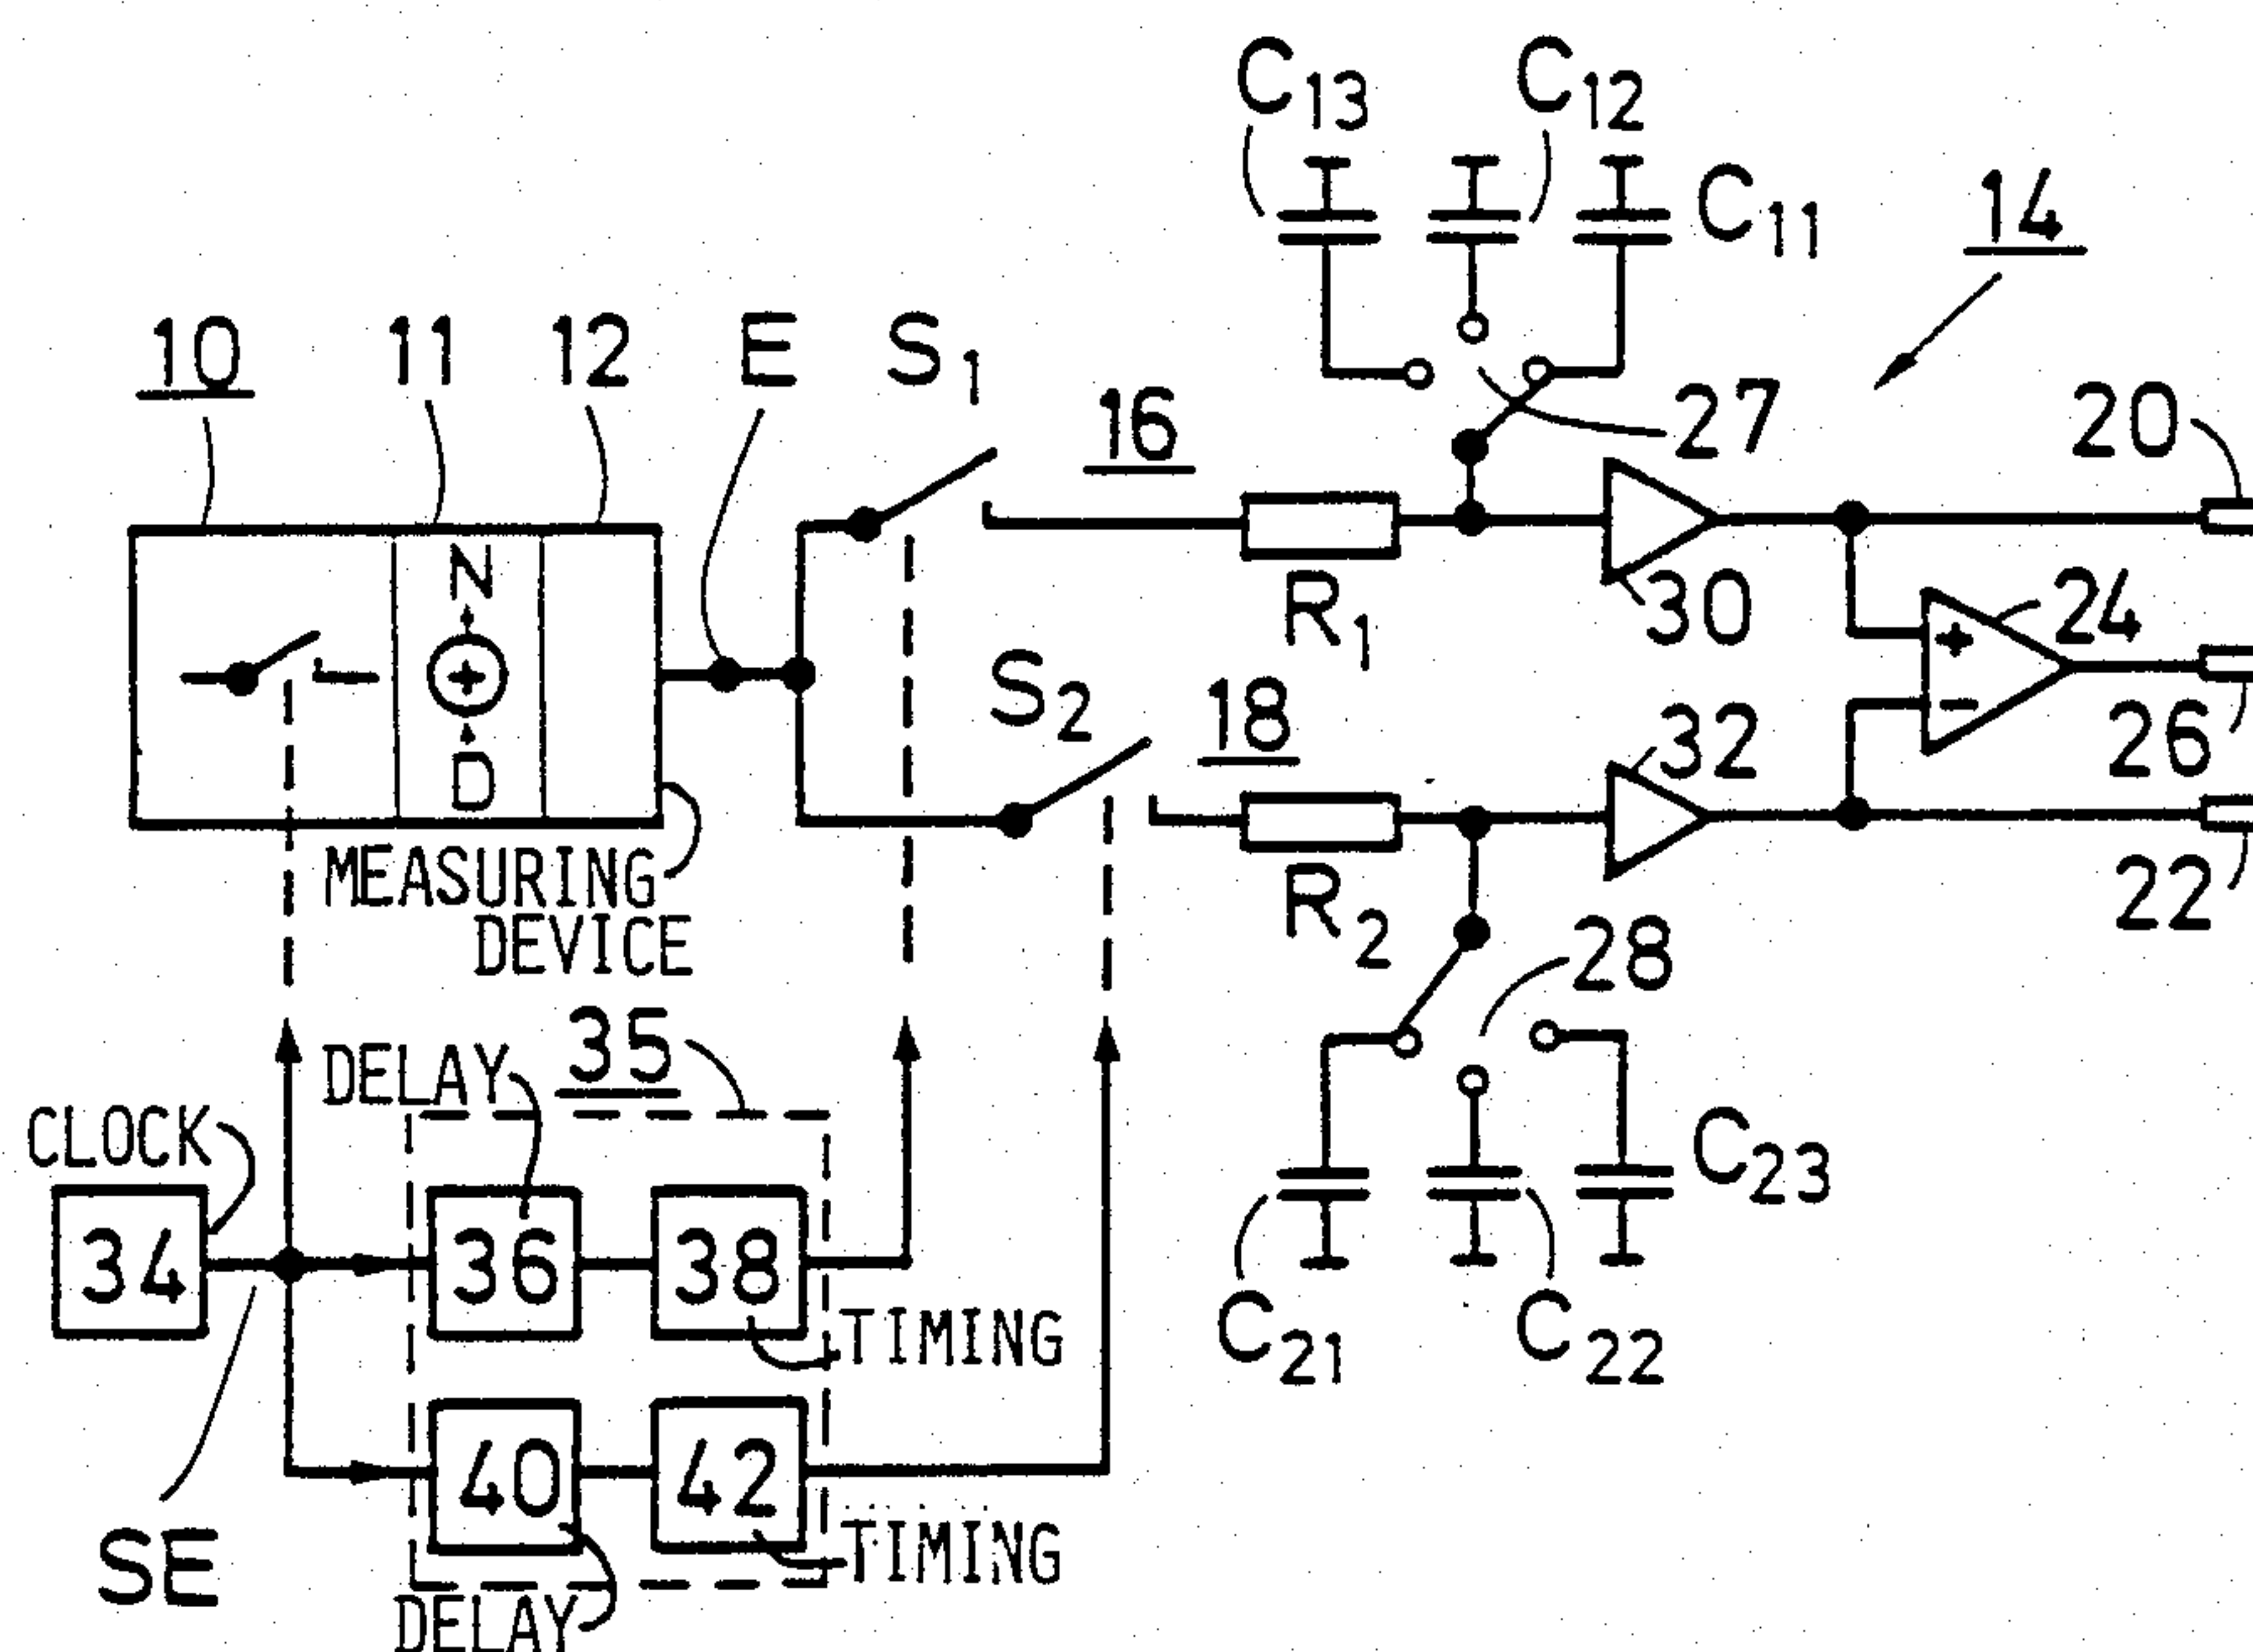 C13 C12
C11 14
10 11 12 E S1
16 27 20
N
+
D
R1 30 + 24
S2 18 − 26
32
MEASURING
DEVICE
R2 28 22
DELAY 35
CLOCK
34 36 38
C23
TIMING
C21 C22
40 42
TIMING
SE
DELAY